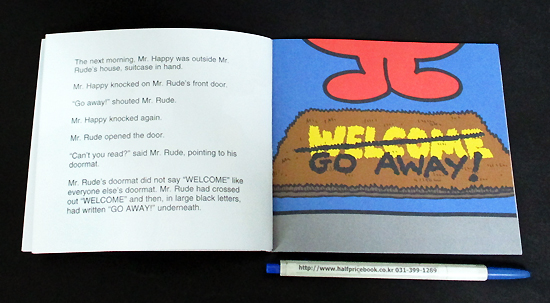 The next morning, Mr. Happy was outside Mr.
Rude's house, suitcase in hand.
Mr. Happy knocked on Mr. Rude's front door.
"Go away!" shouted Mr. Rude.
Mr. Happy knocked again.
Mr. Rude opened the door.
"Can't you read?" said Mr. Rude, pointing to his
doormat.
Mr. Rude's doormat did not say "WELCOME" like
everyone else's doormat. Mr. Rude had crossed
out "WELCOME" and then, in large black letters,
had written "GO AWAY!" underneath.
WELCOME
GO AWAY!
http://www.halfpricebook.co.kr 031-399-1289